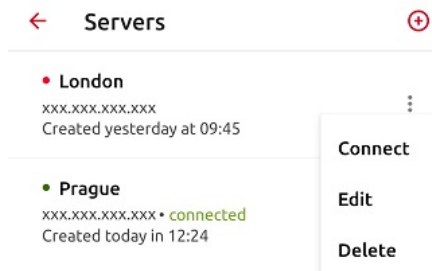 Servers
London
xxx.xxx.xxx.xxx
Created yesterday at 09:45
Connect
Edit
Prague
xxx.xxx.xxx.xxx • connected
Created today in 12:24
Delete